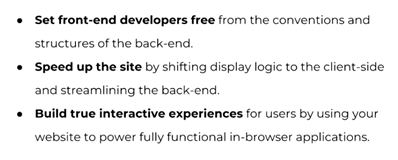 ● Set front-end developers free from the conventions and
structures of the back-end.
● Speed up the site by shifting display logic to the client-side
and streamlining the back-end.
● Build true interactive experiences for users by using your
website to power fully functional in-browser applications.